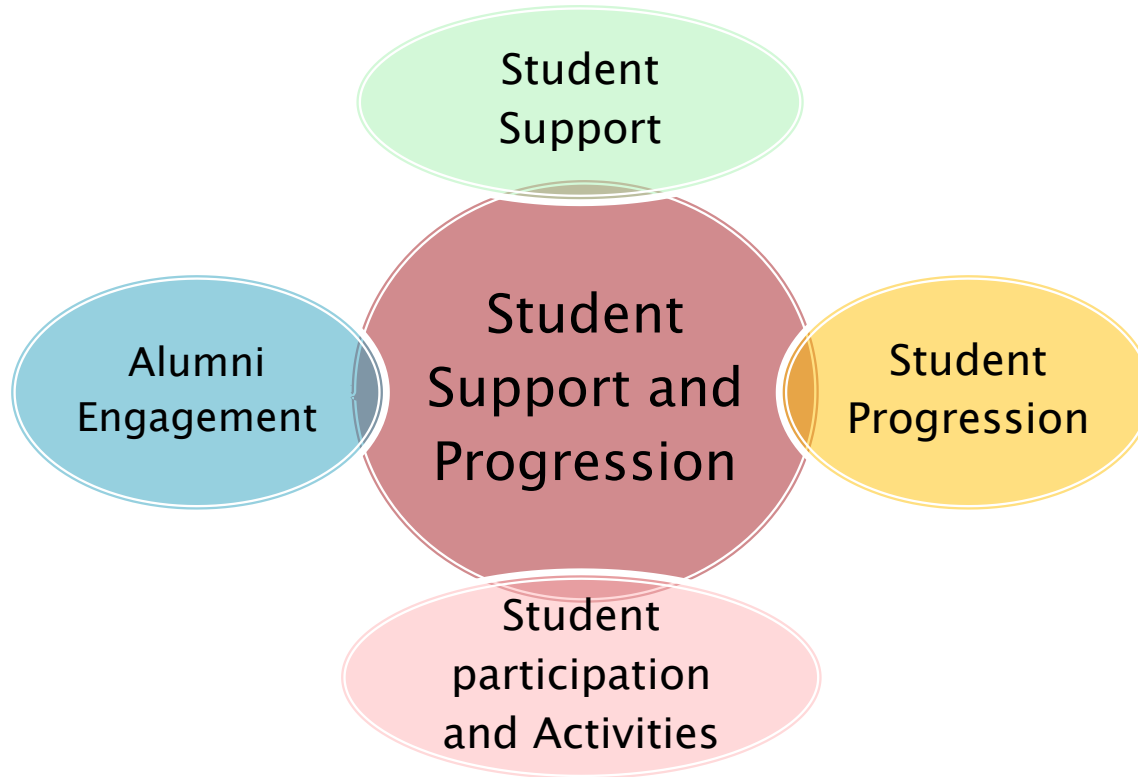 Student
Support
Alumni
Engagement
Student
Support and
Progression
Student
Progression
Student
participation
and Activities